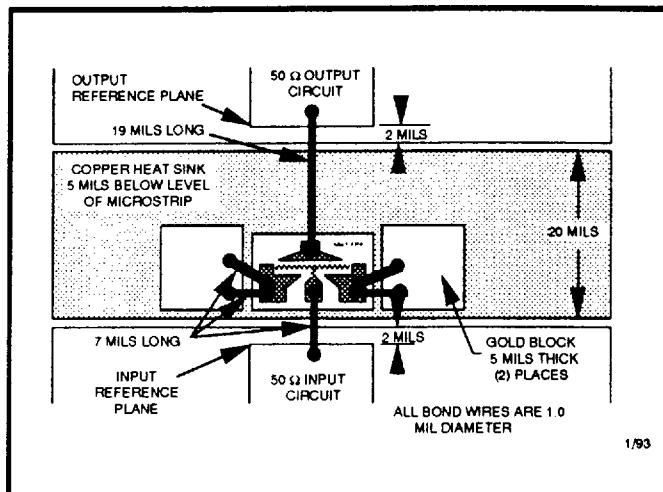 OUTPUT
REFERENCE PLANE
50 Ω OUTPUT
CIRCUIT
19 MILS LONG
2 MILS
COPPER HEAT SINK
5 MILS BELOW LEVEL
OF MICROSTRIP
20 MILS
7 MILS LONG
2 MILS
GOLD BLOCK
5 MILS THICK
(2) PLACES
INPUT
REFERENCE
PLANE
50 Ω INPUT
CIRCUIT
ALL BOND WIRES ARE 1.0
MIL DIAMETER
1/93